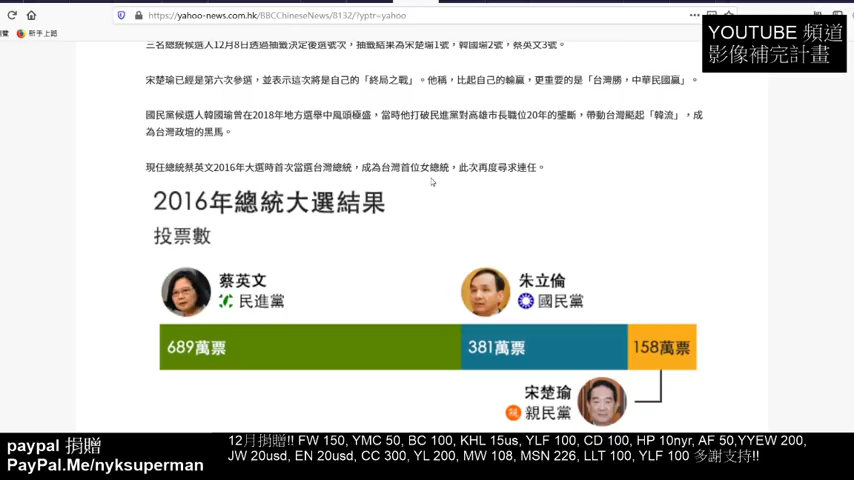 https://yahoo-news.com.hk/BBCChineseNews/8132/?yptr=yahoo
新手上路
YOUTUBE 頻道
影像補完計畫
三名總統候選人12月8日透過抽籤決定後選號次，抽籤結果為宋楚瑜1號，韓國瑜2號，蔡英文3號。
宋楚瑜已經是第六次參選，並表示這次將是自己的「終局之戰」。他稱，比起自己的輸贏，更重要的是「台灣勝，中華民國贏」。
國民黨候選人韓國瑜曾在2018年地方選舉中風頭極盛，當時他打破民進黨對高雄市長職位20年的壟斷，帶動台灣颳起「韓流」，成
為台灣政壇的黑馬。
現任總統蔡英文2016年大選時首次當選台灣總統，成為台灣首位女總統，此次再度尋求連任。
2016年總統大選結果
投票數
蔡英文
民進黨
朱立倫
國民黨
689萬票
381萬票
158萬票
宋楚瑜
親民黨
paypal 捐贈
PayPal.Me/nyksuperman
12月捐贈!! FW 150, YMC 50, BC 100, KHL 15us, YLF 100, CD 100, HP 10nyr, AF 50,YYEW 200,
JW 20usd, EN 20usd, CC 300, YL 200, MW 108, MSN 226, LLT 100, YLF 100 多謝支持!!